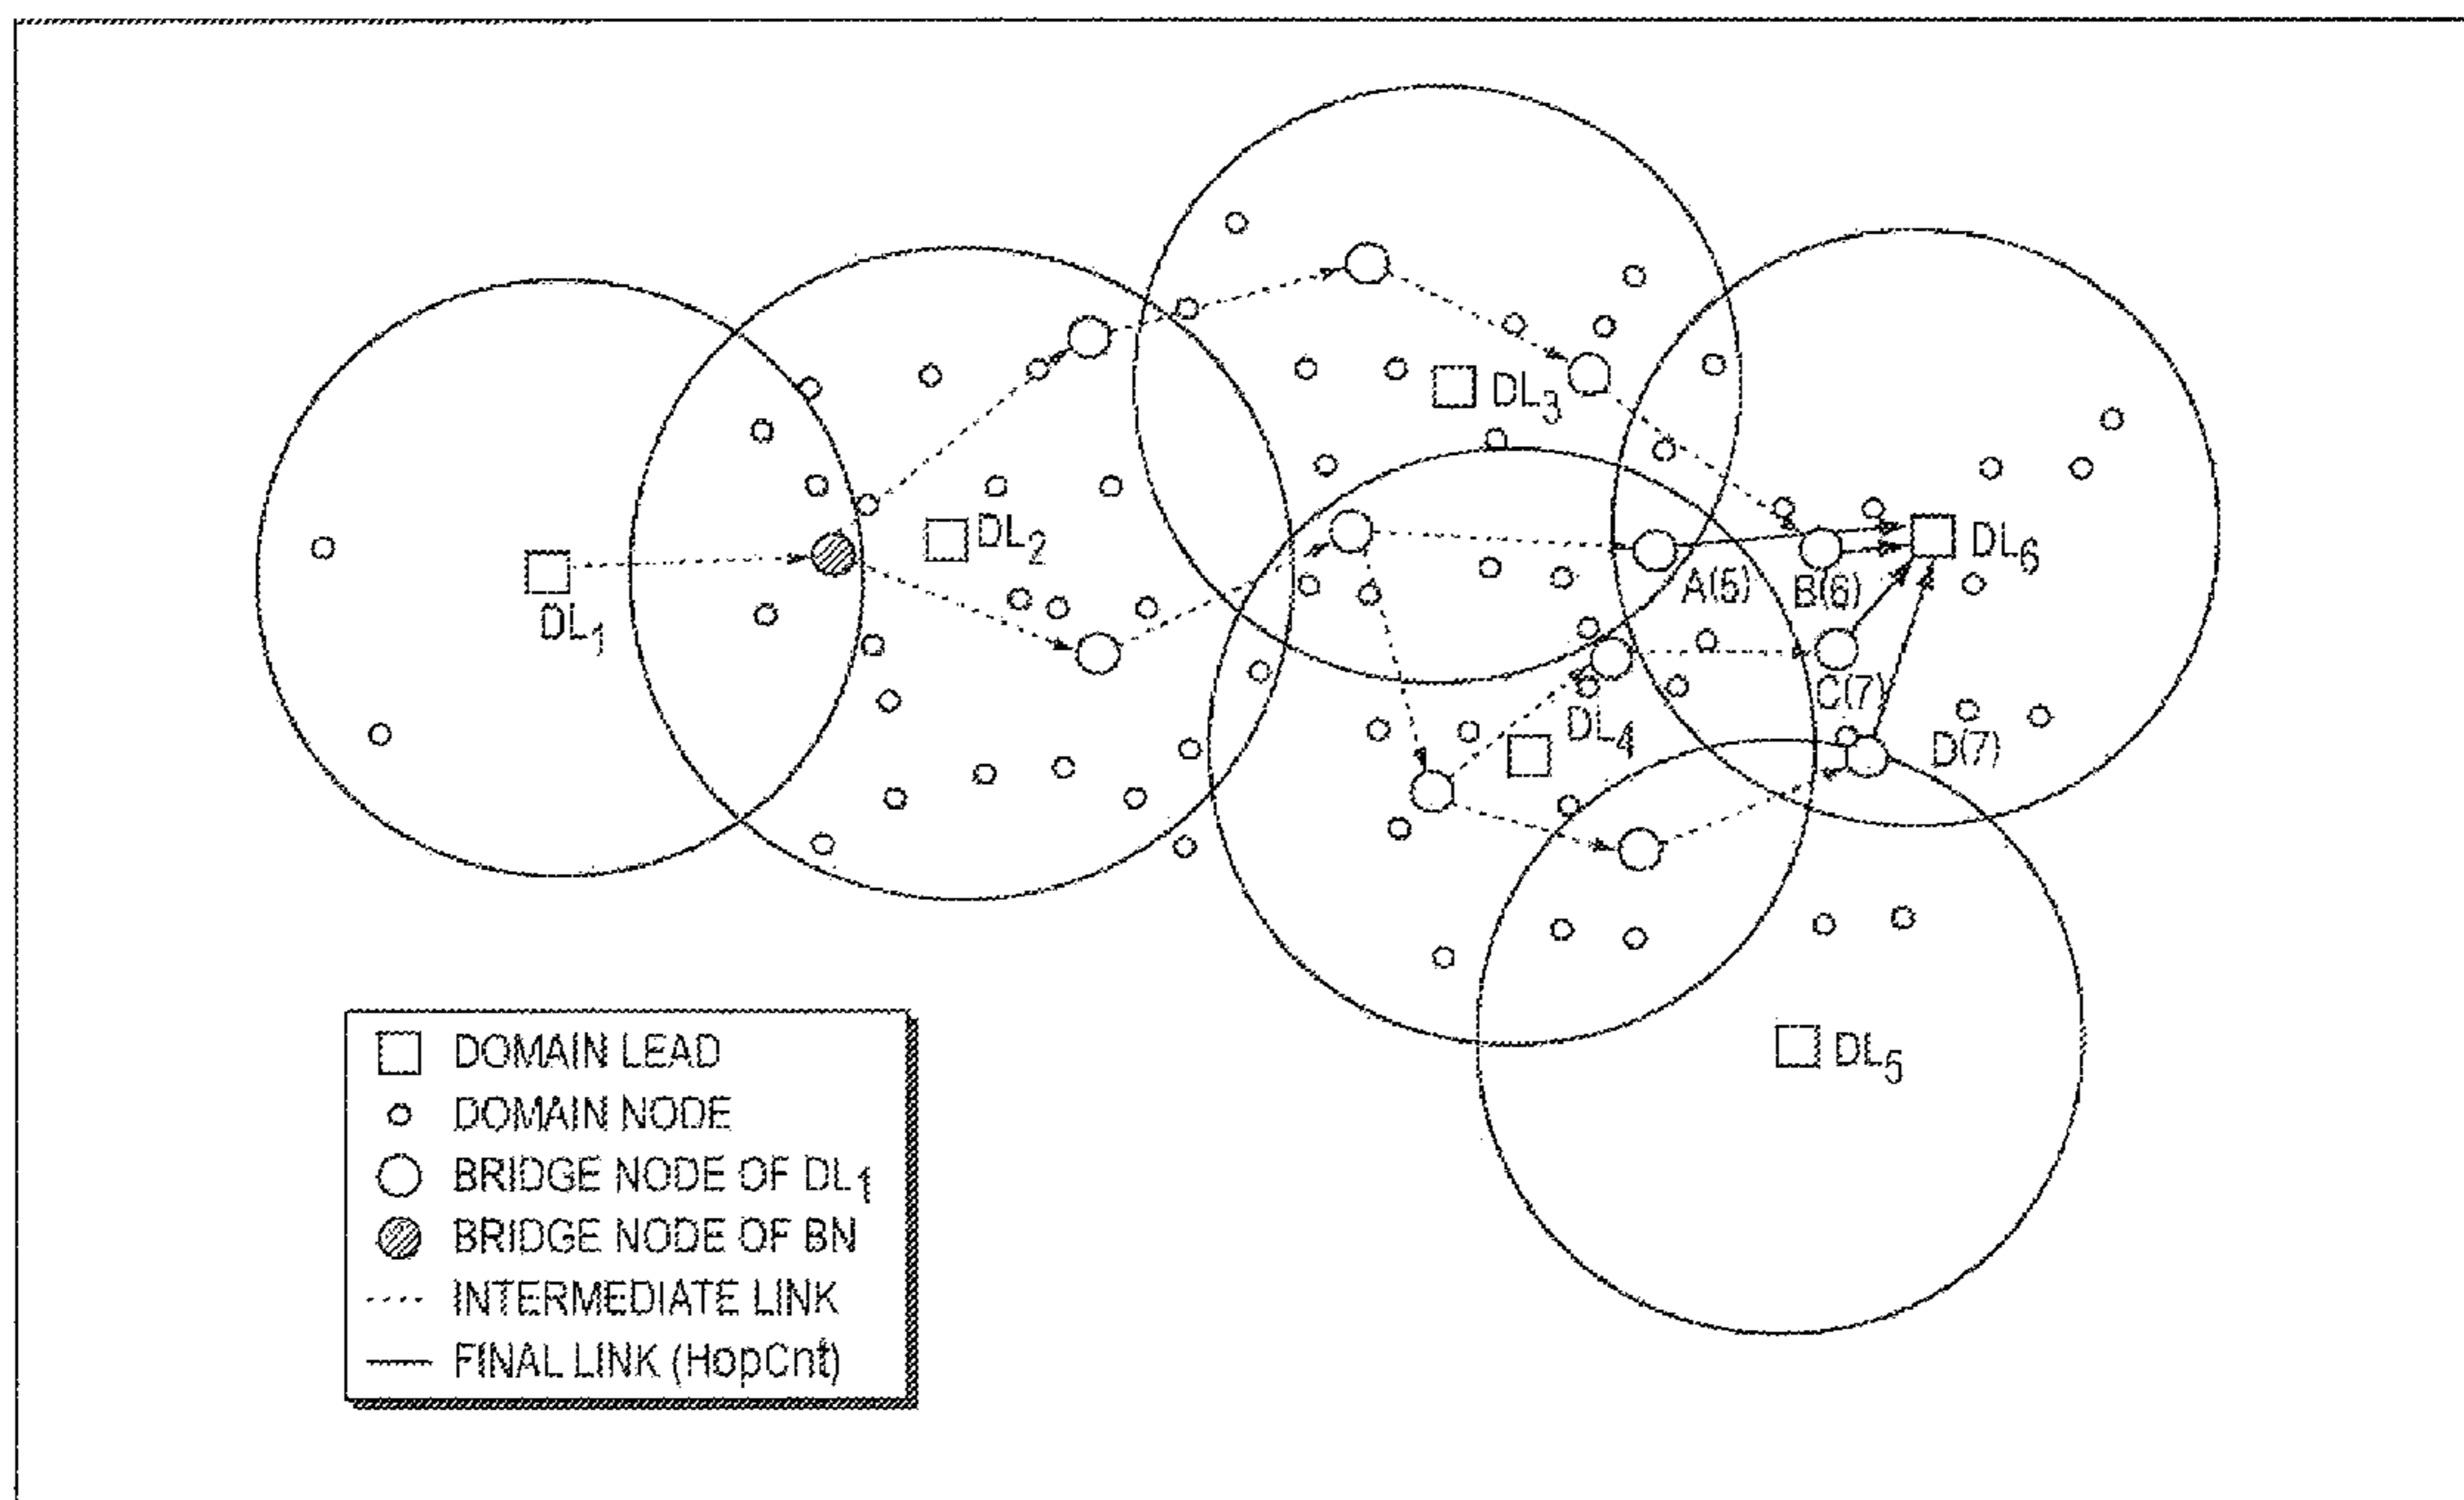 DL3
DL2
DL6
DL1
A(5) B(6)
C(7)
DL4
D(7)
DL5
DOMAIN LEAD
DOMAIN NODE
BRIDGE NODE OF DL1
BRIDGE NODE OF BN
INTERMEDIATE LINK
FINAL LINK (HopCnt)